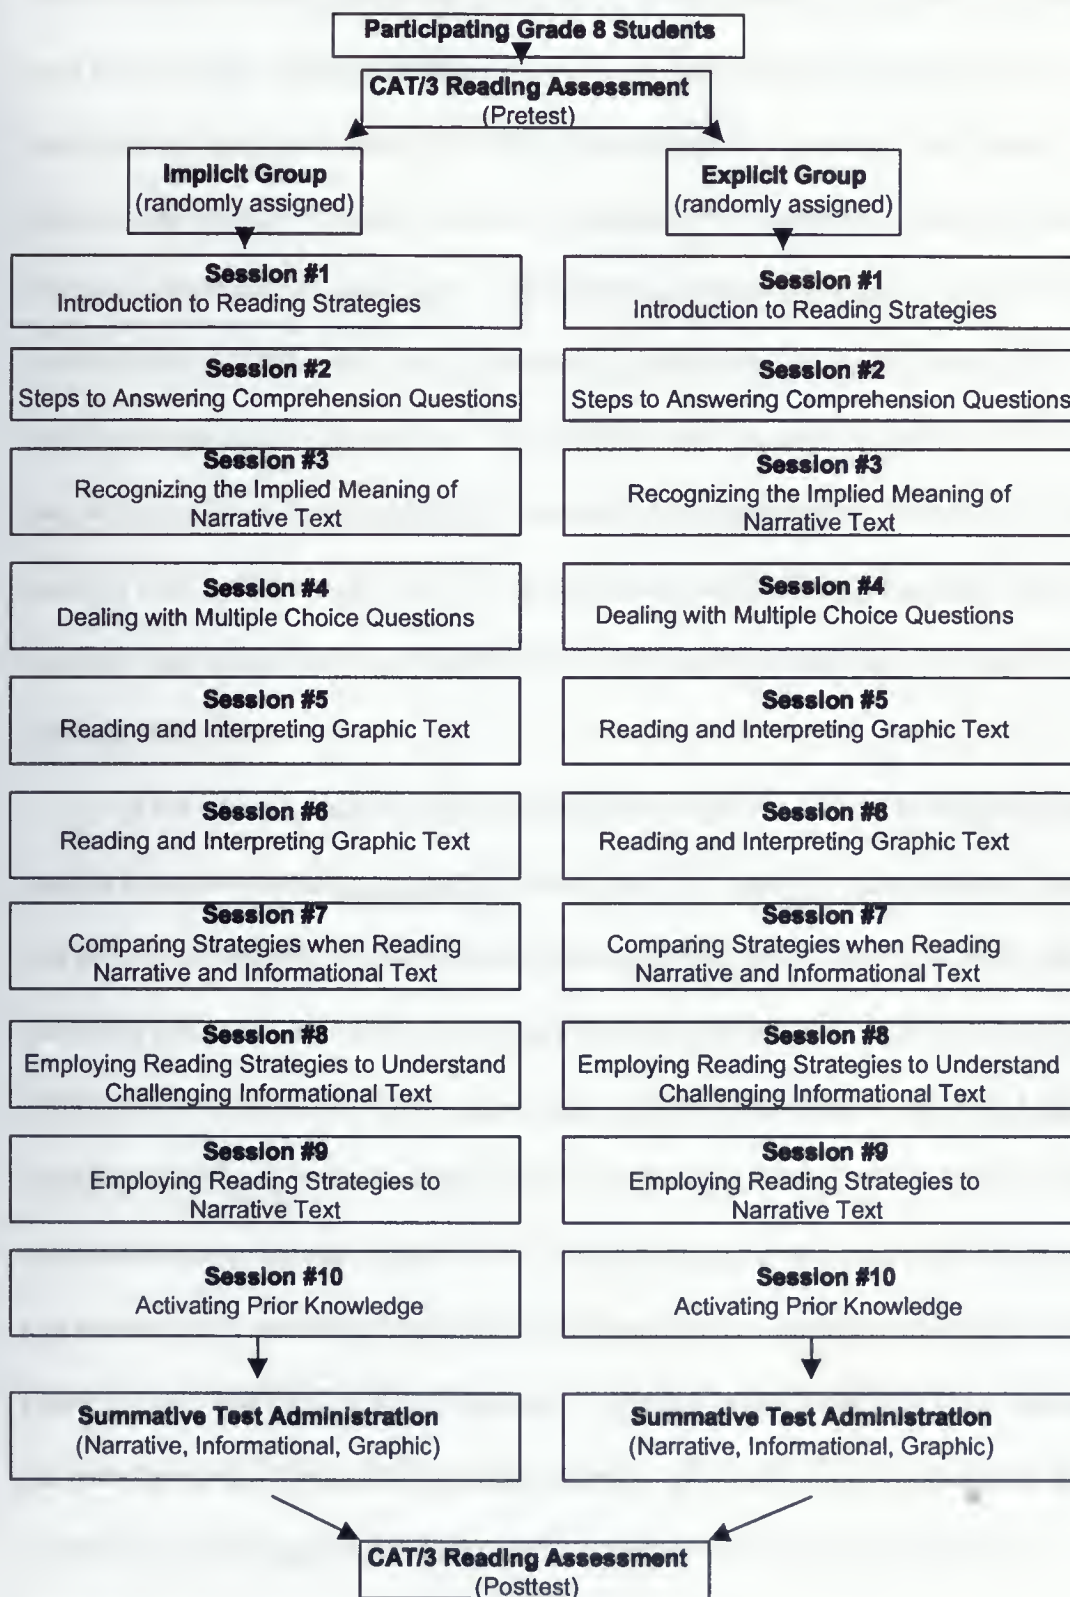 Participating Grade 8 Students
CAT/3 Reading Assessment
(Pretest)
Implicit Group
(randomly assigned)
Session #1
Introduction to Reading Strategies
Session #2
Steps to Answering Comprehension Questions
Session #3
Recognizing the Implied Meaning of
Narrative Text
Session #4
Dealing with Multiple Choice Questions
Session #5
Reading and Interpreting Graphic Text
Session #6
Reading and Interpreting Graphic Text
Session #7
Comparing Strategies when Reading
Narrative and Informational Text
Session #8
Employing Reading Strategies to Understand
Challenging Informational Text
Session #9
Employing Reading Strategies to
Narrative Text
Session #10
Activating Prior Knowledge
Summative Test Administration
(Narrative, Informational, Graphic)
Explicit Group
(randomly assigned)
Session #1
Introduction to Reading Strategies
Session #2
Steps to Answering Comprehension Questions
Session #3
Recognizing the Implied Meaning of
Narrative Text
Session #4
Dealing with Multiple Choice Questions
Session #5
Reading and Interpreting Graphic Text
Session #6
Reading and Interpreting Graphic Text
Session #7
Comparing Strategies when Reading
Narrative and Informational Text
Session #8
Employing Reading Strategies to Understand
Challenging Informational Text
Session #9
Employing Reading Strategies to
Narrative Text
Session #10
Activating Prior Knowledge
Summative Test Administration
(Narrative, Informational, Graphic)
CAT/3 Reading Assessment
(Posttest)